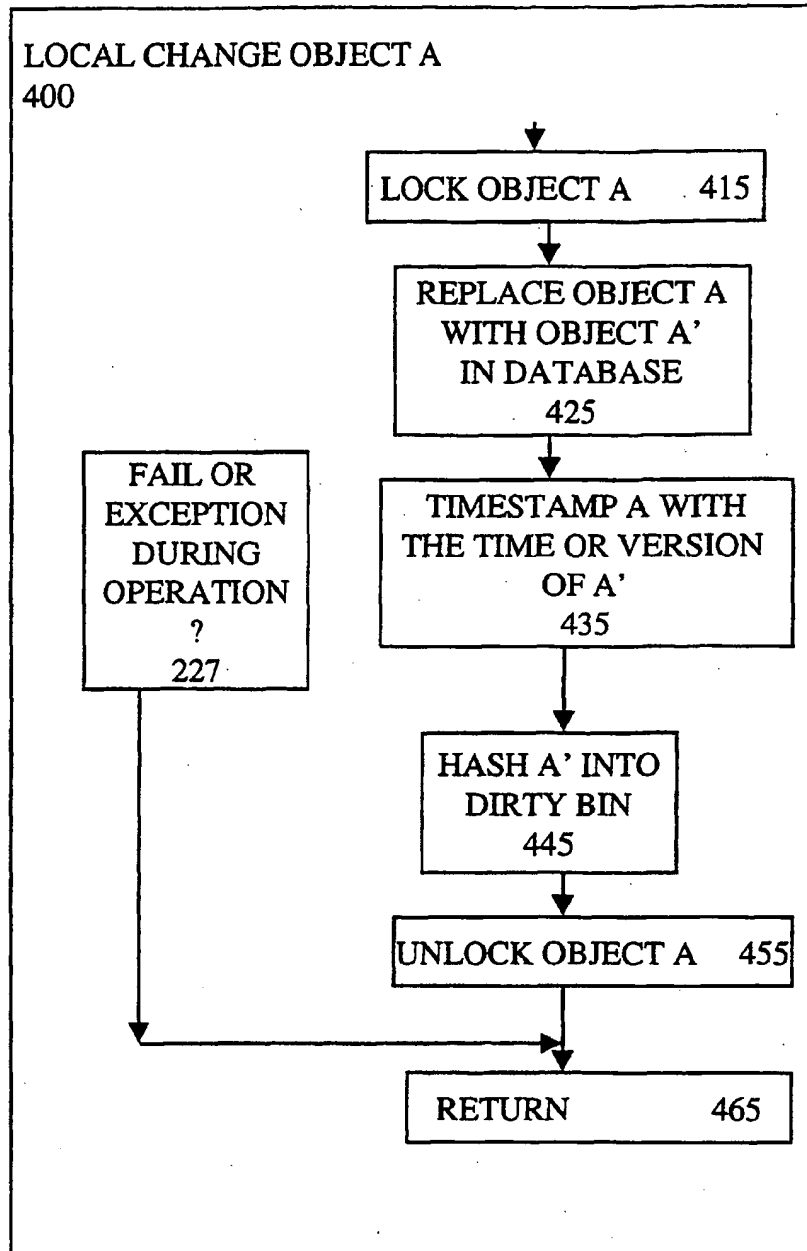 LOCAL CHANGE OBJECT A
400
LOCK OBJECT A 415
REPLACE OBJECT A
WITH OBJECT A'
IN DATABASE
425
FAIL OR
EXCEPTION
DURING
OPERATION
?
227
TIMESTAMP A WITH
THE TIME OR VERSION
OF A'
435
HASH A' INTO
DIRTY BIN
445
UNLOCK OBJECT A 455
RETURN 465